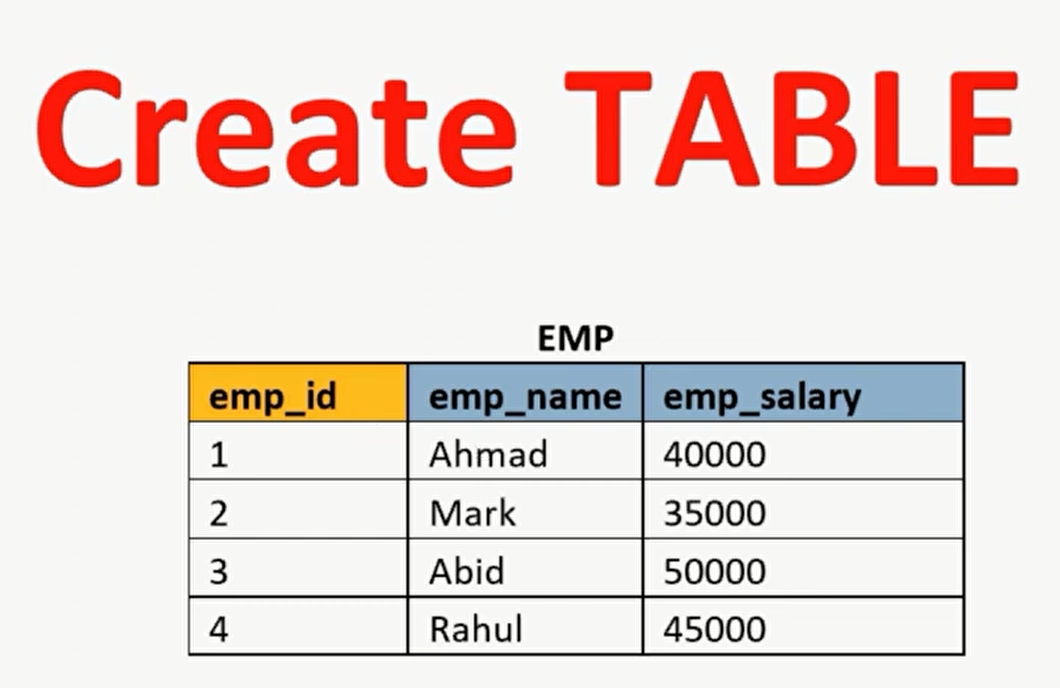 Create TABLE
EMP
emp_id emp_name emp_salary
1 Ahmad 40000
2 Mark 35000
3 Abid 50000
4 Rahul 45000